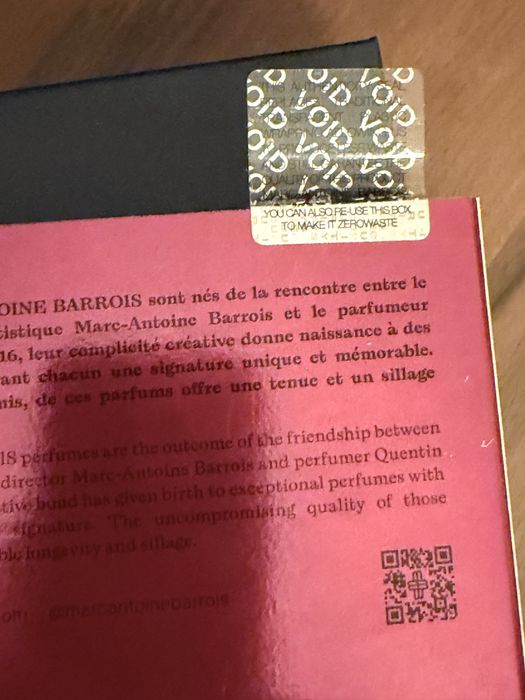 VOID VOID VOID
VOID VOID VOID
YOU CAN ALSO RE-USE THIS BOX
TO MAKE IT ZEROWASTE
OINE BARROIS sont nés de la rencontre entre le
tistique Marc-Antoine Barrois et le parfumeur
16, leur complicité créative donne naissance à des
ant chacun une signature unique et mémorable.
mis, de ces parfums offre une tenue et un sillage
IS perfumes are the outcome of the friendship between
director Marc-Antoine Barrois and perfumer Quentin
tive bond has given birth to exceptional perfumes with
signature. The uncompromising quality of those
ble longevity and sillage.
om @marcantoinebarrois